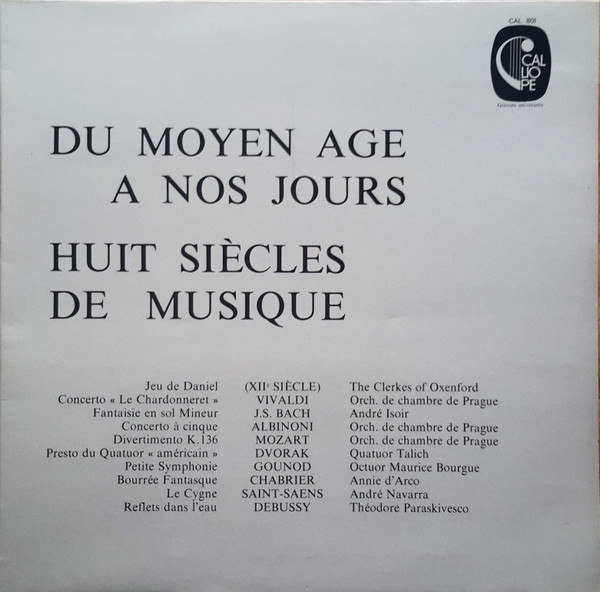 CAL. 801
CAL
LIO
PE
Gravure universelle
DU MOYEN AGE
A NOS JOURS
HUIT SIÈCLES
DE MUSIQUE
Jeu de Daniel (XIIe SIÈCLE) The Clerkes of Oxenford
Concerto « Le Chardonneret » VIVALDI Orch. de chambre de Prague
Fantaisie en sol Mineur J.S. BACH André Isoir
Concerto à cinque ALBINONI Orch. de chambre de Prague
Divertimento K.136 MOZART Orch. de chambre de Prague
Presto du Quatuor « américain » DVORAK Quatuor Talich
Petite Symphonie GOUNOD Octuor Maurice Bourgue
Bourrée Fantasque CHABRIER Annie d'Arco
Le Cygne SAINT-SAENS André Navarra
Reflets dans l'eau DEBUSSY Théodore Paraskivesco